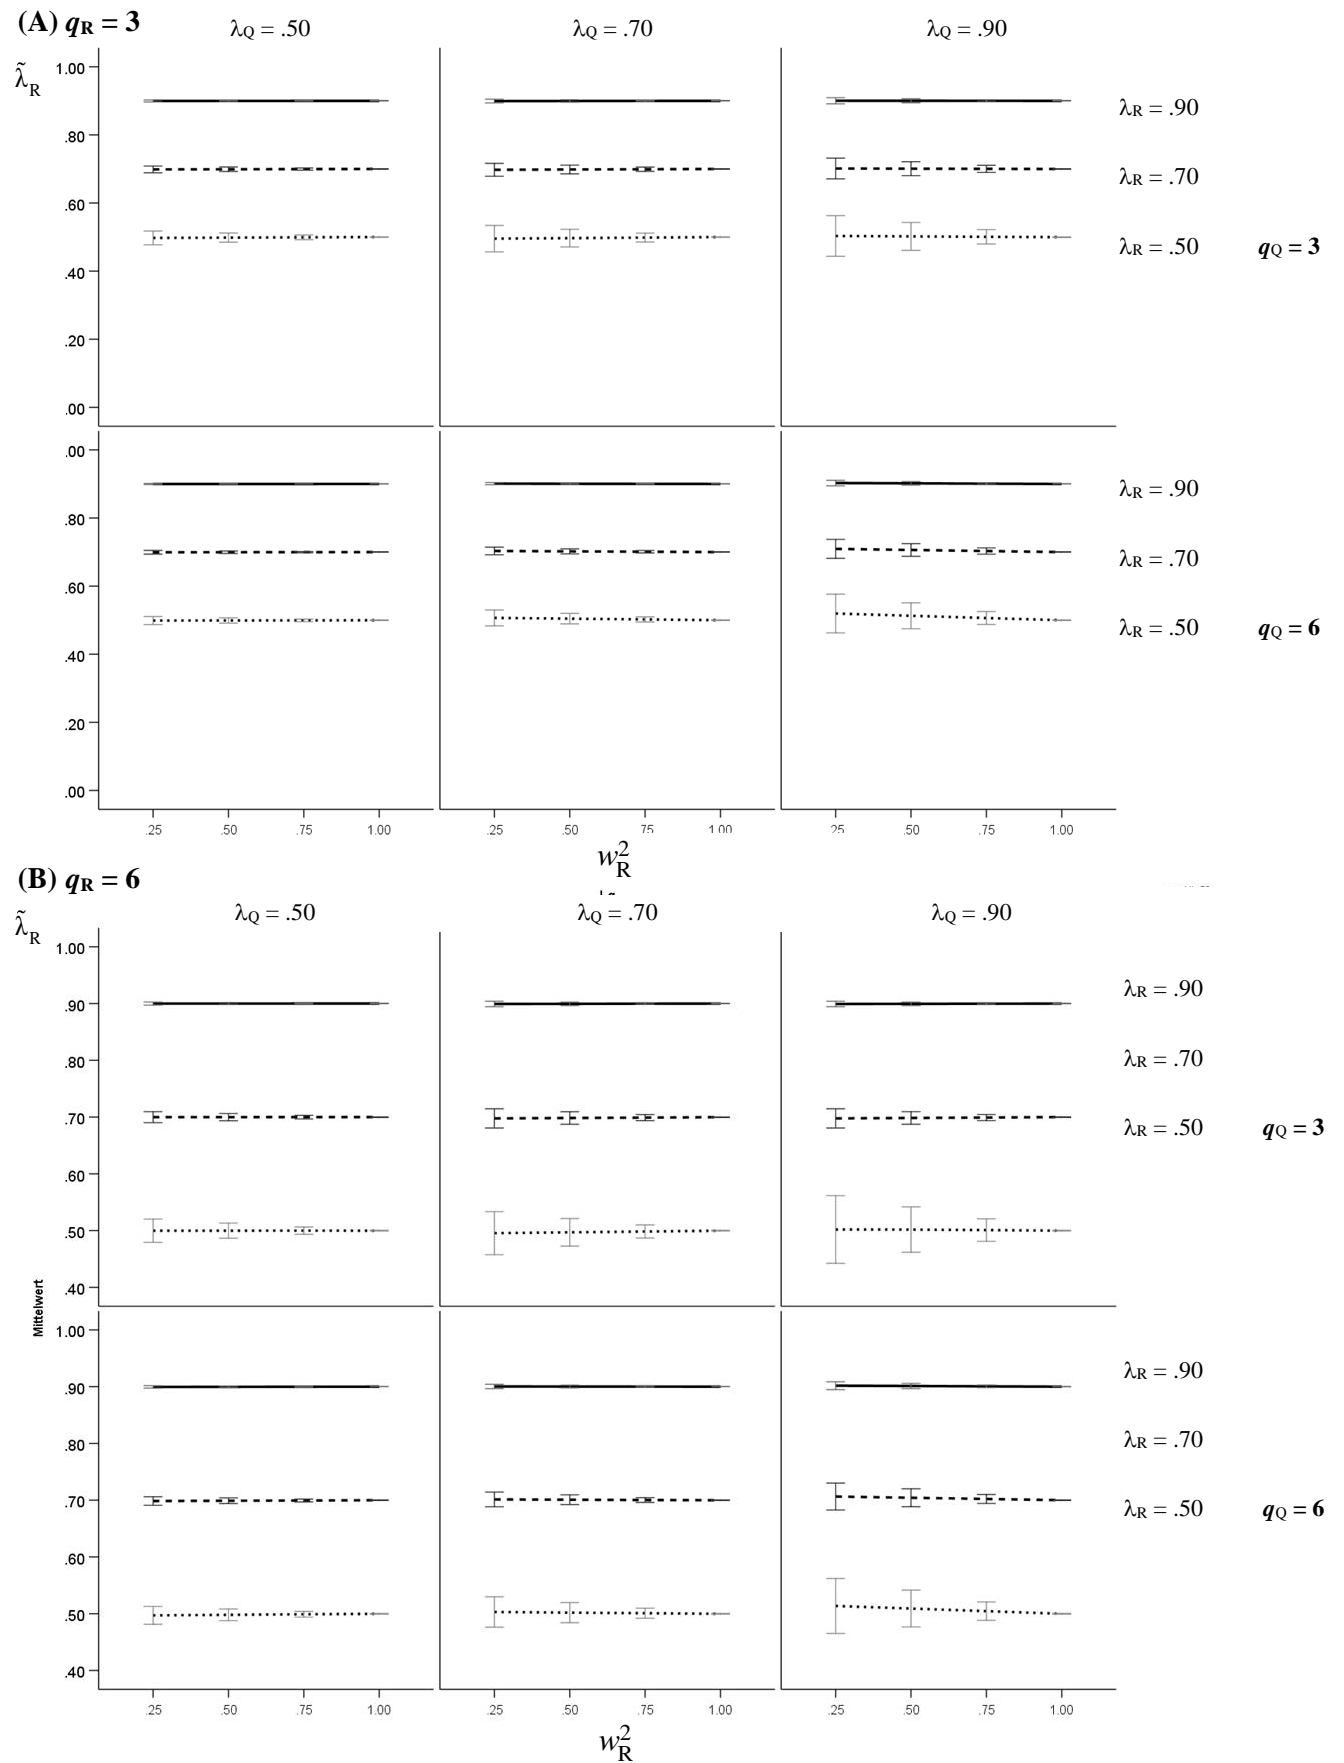 (A) qR = 3
λQ = .50 λQ = .70 λQ = .90
λ̃R
1.00
.80
.60
.40
.20
.00
λR = .90
λR = .70
λR = .50 qQ = 3
.00
.80
.60
.40
.20
.00
λR = .90
λR = .70
λR = .50 qQ = 6
.25 .50 .75 1.00 .25 .50 .75 1.00 .25 .50 .75 1.00
w²R
(B) qR = 6
λQ = .50 λQ = .70 λQ = .90
λ̃R
1.00
.90
.80
.70
.60
.50
.40
λR = .90
λR = .70
λR = .50 qQ = 3
Mittelwert
1.00
.90
.80
.70
.60
.50
.40
λR = .90
λR = .70
λR = .50 qQ = 6
.25 .50 .75 1.00 .25 .50 .75 1.00 .25 .50 .75 1.00
w²R